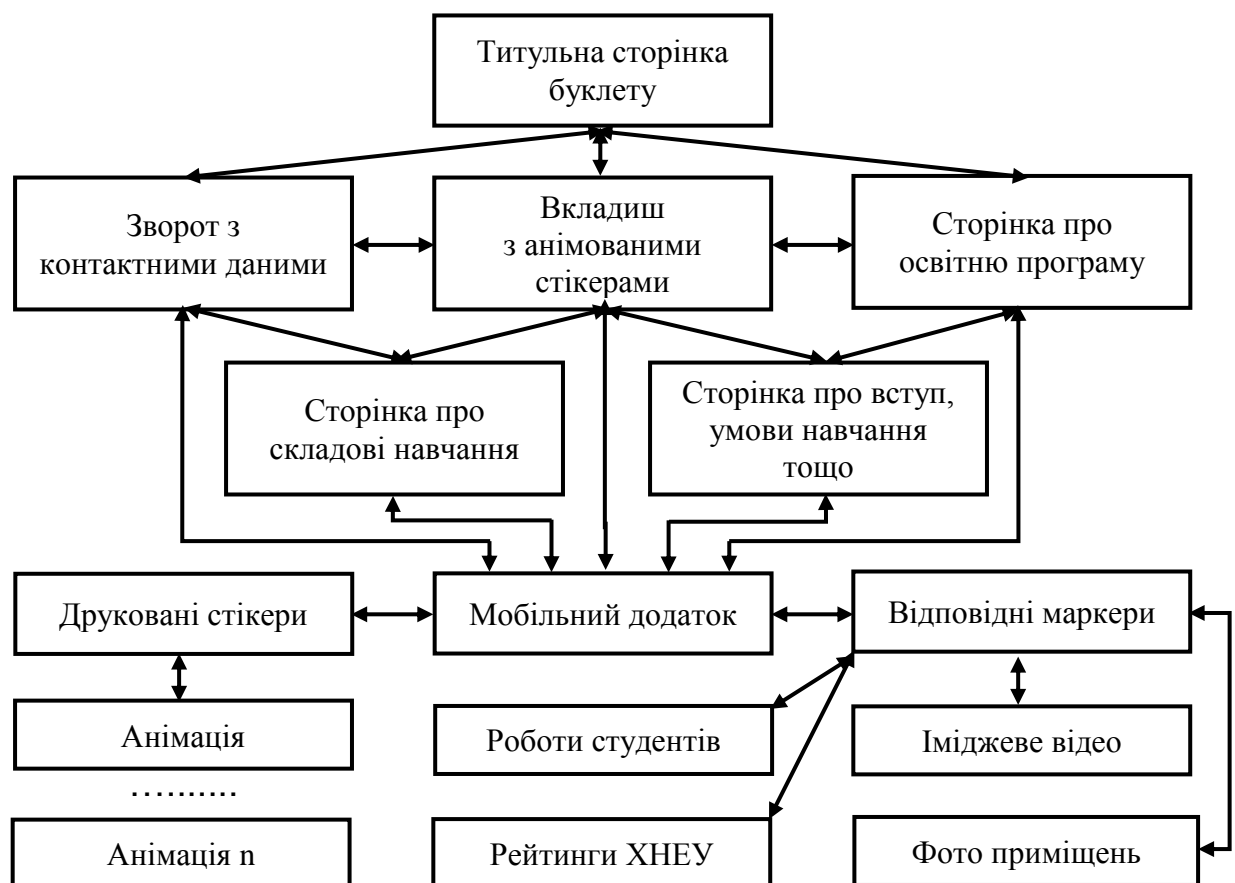 Титульна сторінка
буклету
Зворот з
контактними даними
Вкладиш
з анімованими
стікерами
Сторінка про
освітню програму
Сторінка про
складові навчання
Сторінка про вступ,
умови навчання
тощо
Друковані стікери
Мобільний додаток
Відповідні маркери
Анімація
Роботи студентів
Іміджеве відео
……....
Анімація n
Рейтинги ХНЕУ
Фото приміщень